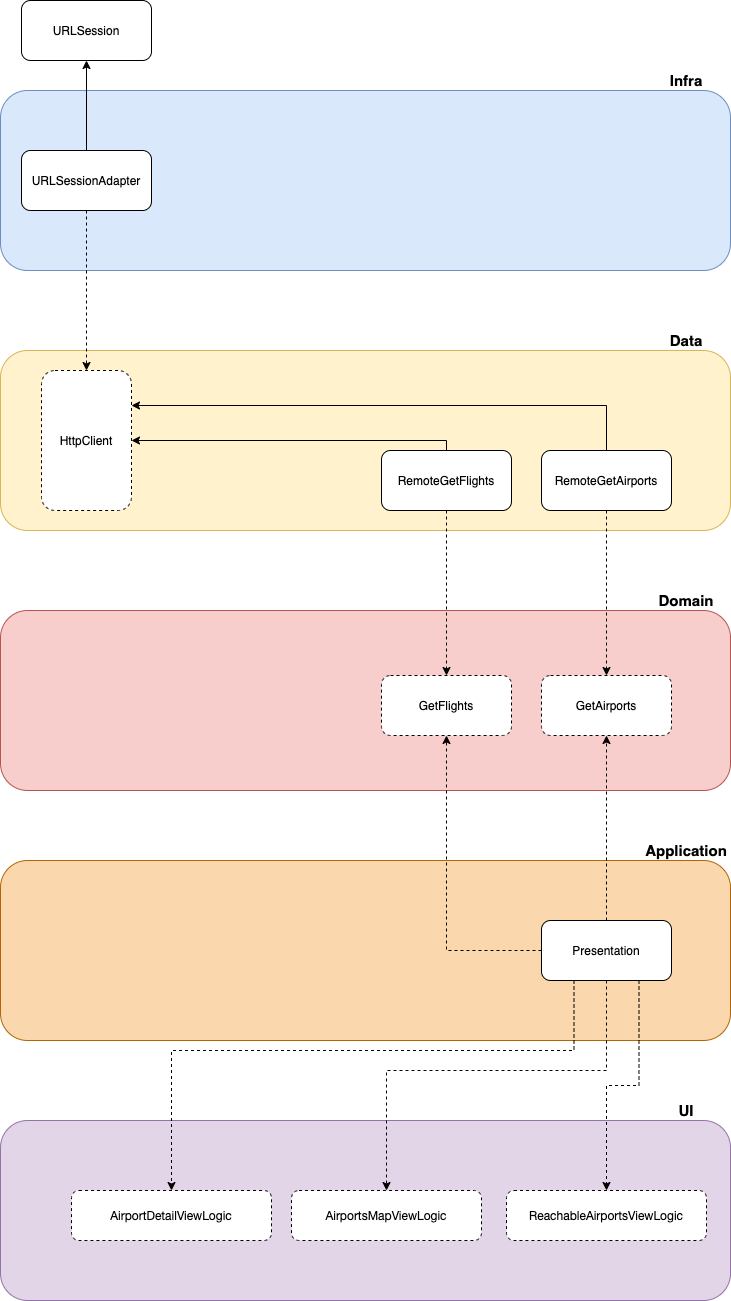 URLSession
Infra
URLSessionAdapter
Data
HttpClient
RemoteGetFlights
RemoteGetAirports
Domain
GetFlights
GetAirports
Application
Presentation
UI
AirportDetailViewLogic
AirportsMapViewLogic
ReachableAirportsViewLogic